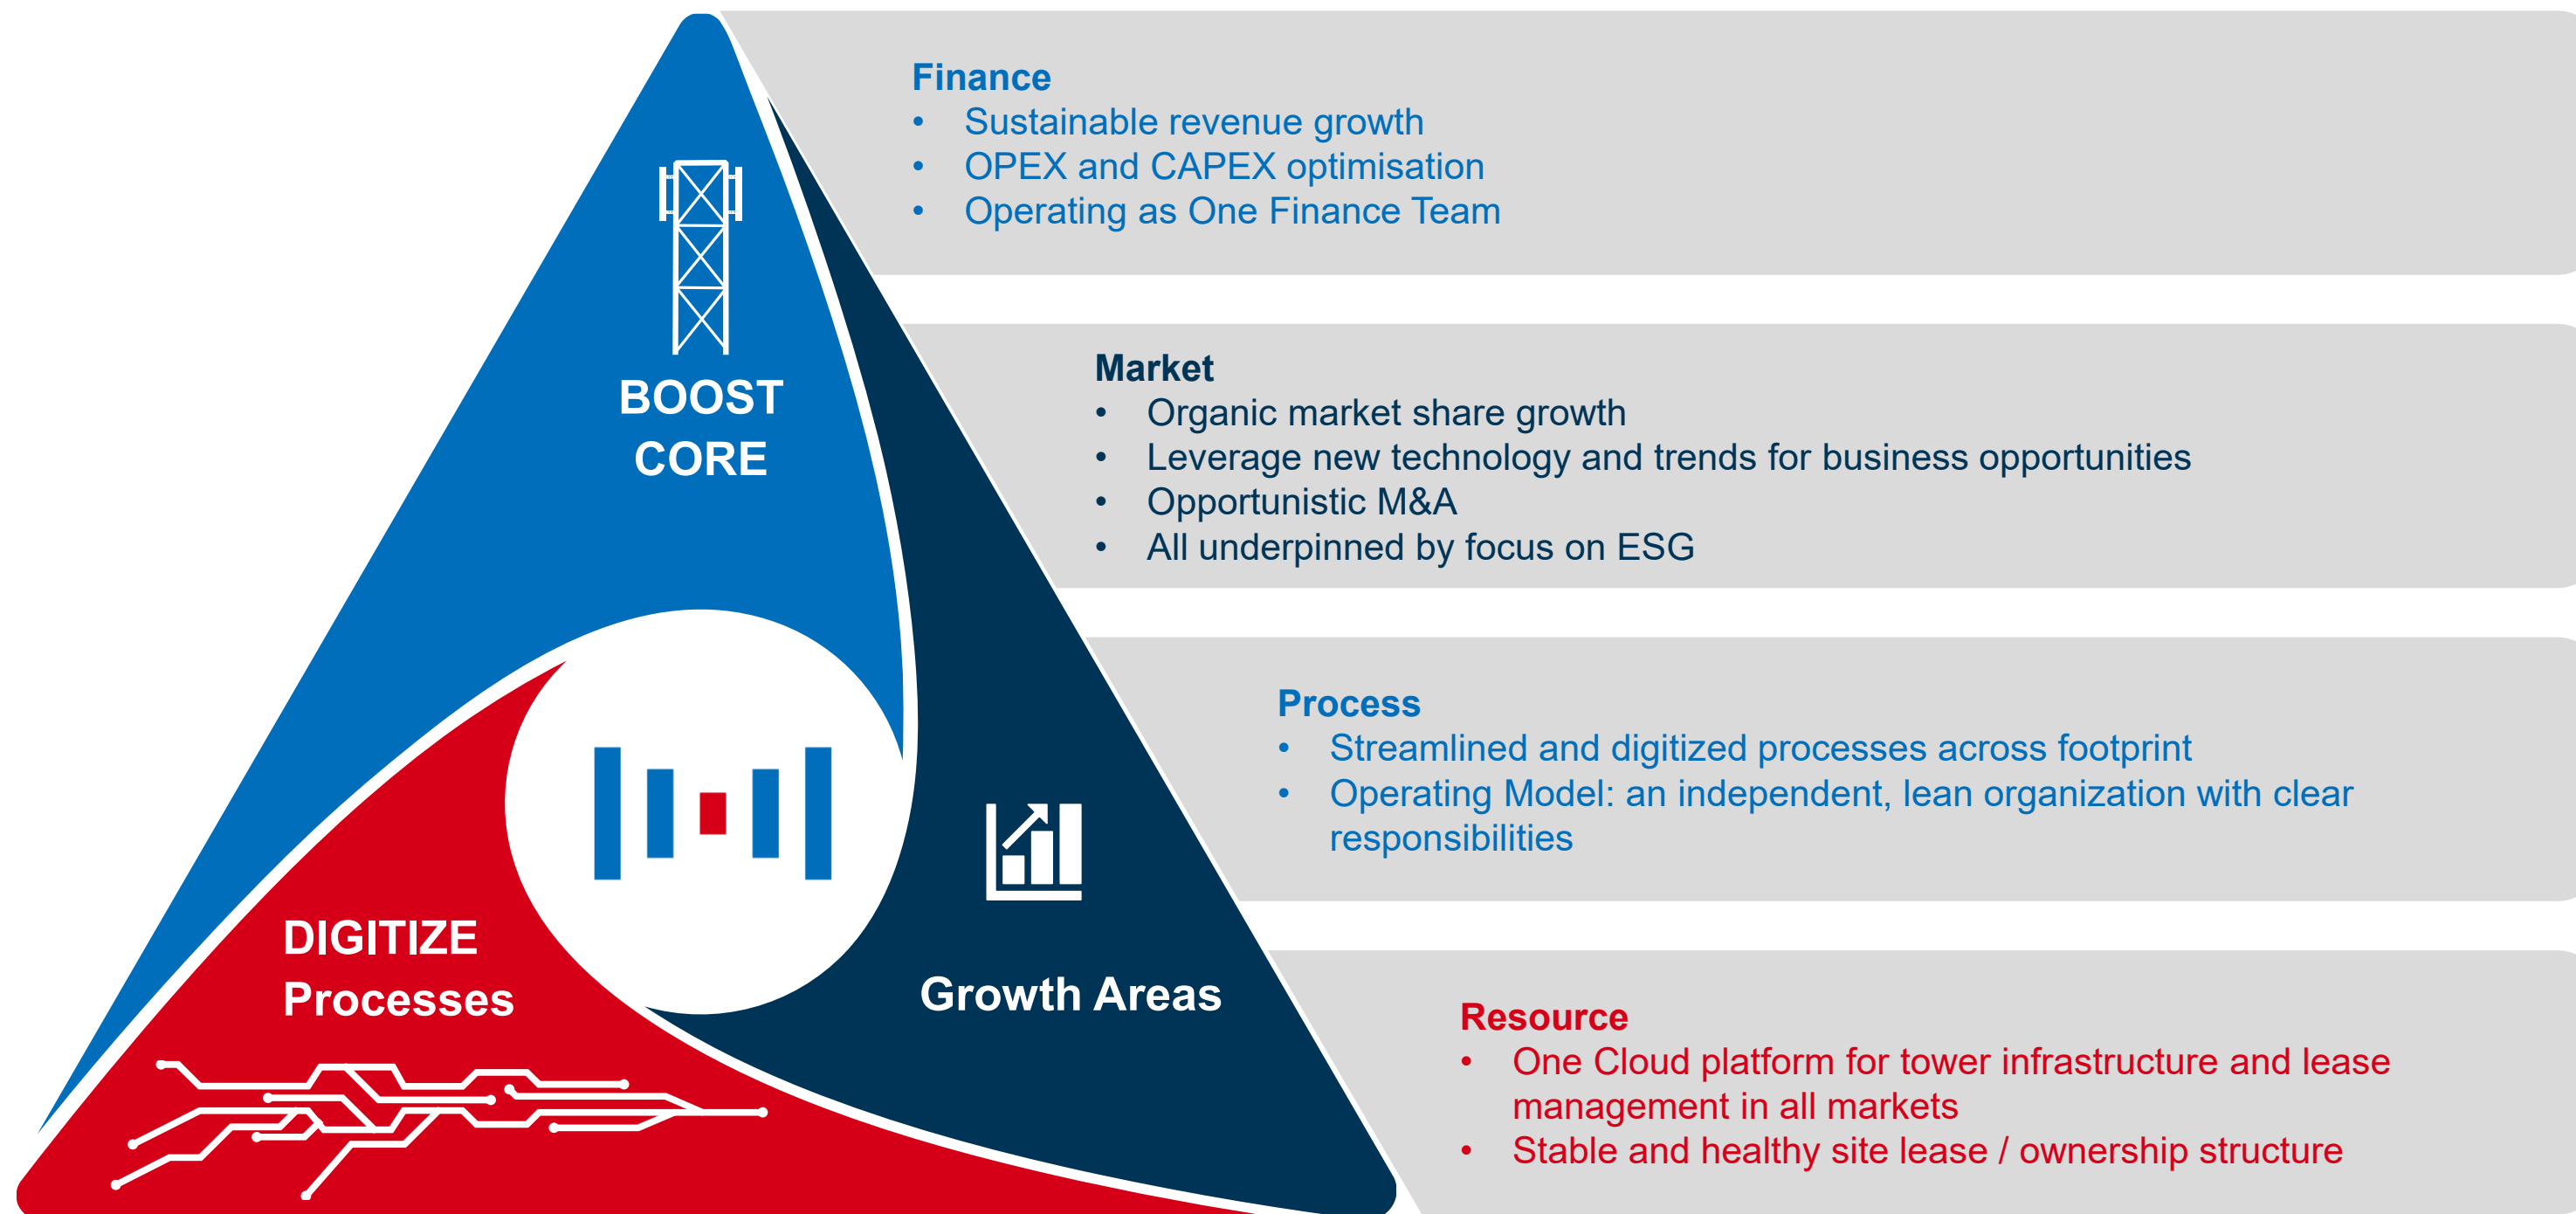 BOOST
CORE
DIGITIZE
Processes
Growth Areas
Finance
• Sustainable revenue growth
• OPEX and CAPEX optimisation
• Operating as One Finance Team
Market
• Organic market share growth
• Leverage new technology and trends for business opportunities
• Opportunistic M&A
• All underpinned by focus on ESG
Process
• Streamlined and digitized processes across footprint
• Operating Model: an independent, lean organization with clear
responsibilities
Resource
• One Cloud platform for tower infrastructure and lease
management in all markets
• Stable and healthy site lease / ownership structure